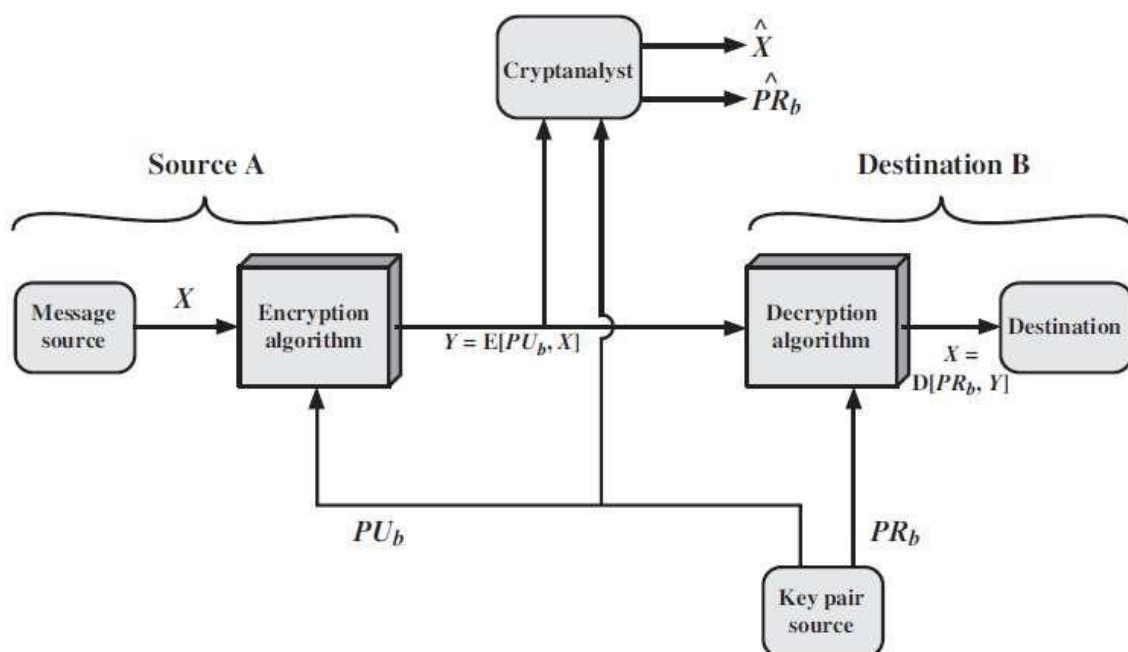 Cryptanalyst
X̂
P̂R_b
Source A
Destination B
Message
source
X
Encryption
algorithm
Y = E[PU_b, X]
Decryption
algorithm
X =
D[PR_b, Y]
Destination
PU_b
PR_b
Key pair
source